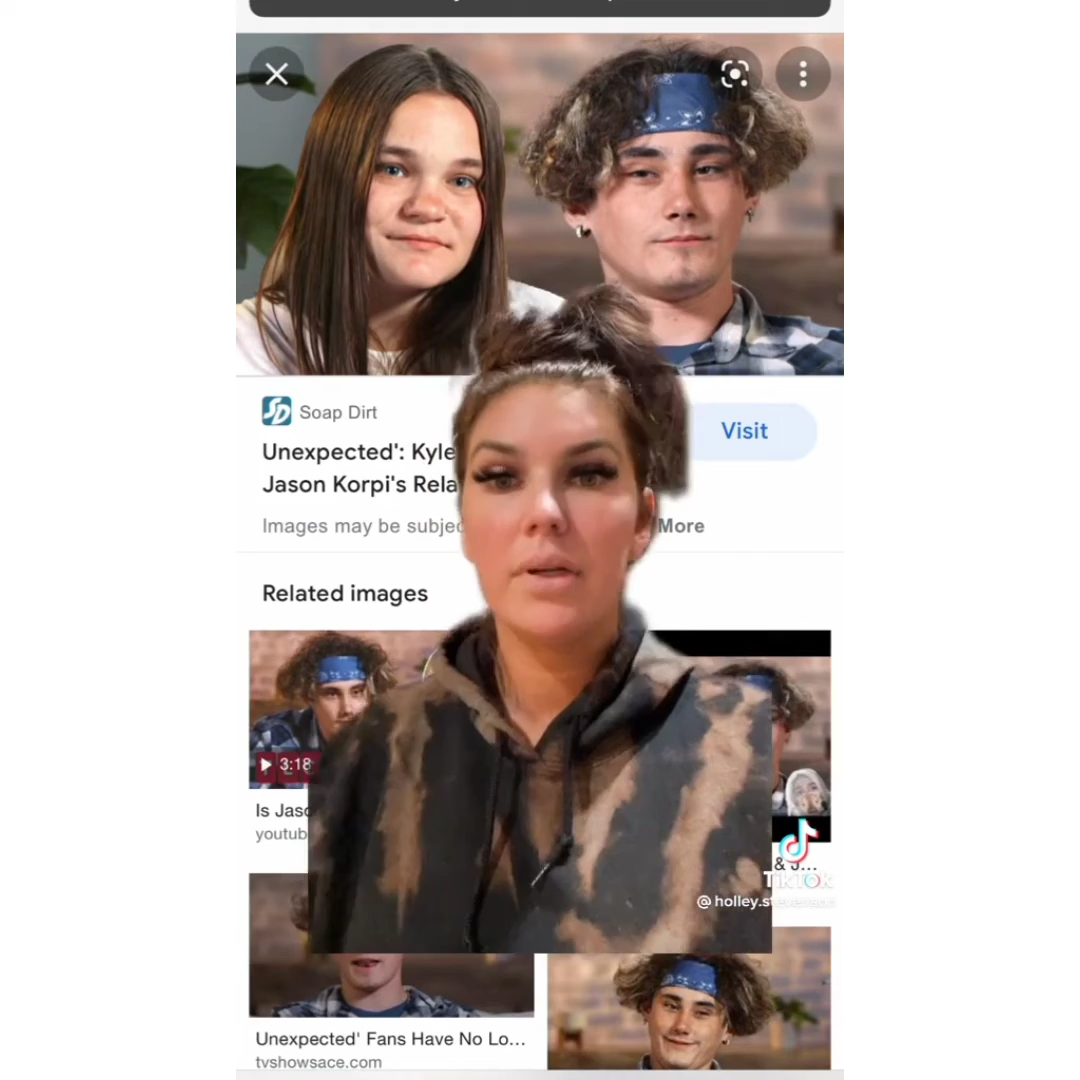 Soap Dirt
Visit
Unexpected': Kyle
Jason Korpi's Rela
Images may be subjec
More
Related images
3:18
Is Jaso
youtub
& J...
TikTok
@holley.stevenson
Unexpected' Fans Have No Lo...
tvshowsace.com